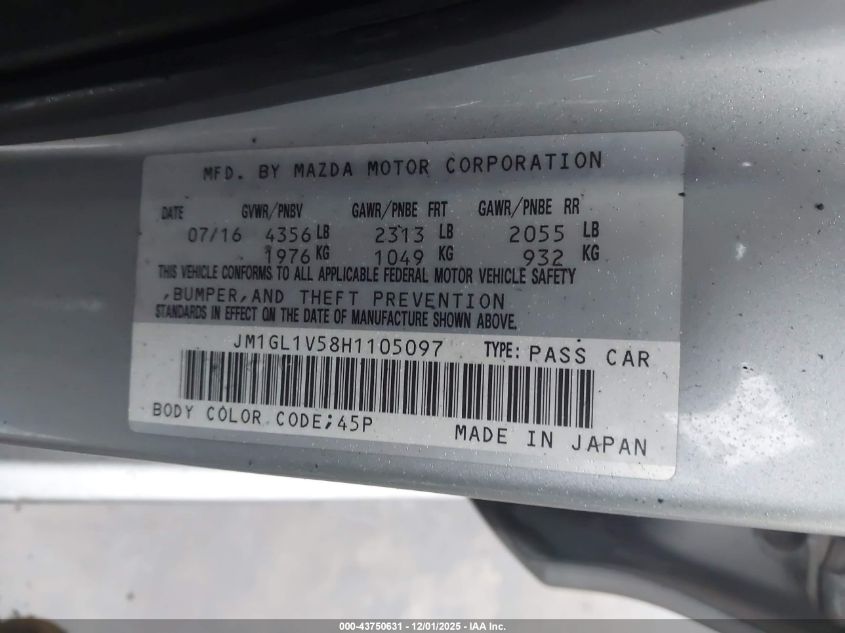 MFD. BY MAZDA MOTOR CORPORATION
DATE GVWR/PNBV GAWR/PNBE FRT GAWR/PNBE RR
07/16 4356 LB 2313 LB 2055 LB
1976 KG 1049 KG 932 KG
THIS VEHICLE CONFORMS TO ALL APPLICABLE FEDERAL MOTOR VEHICLE SAFETY
,BUMPER,AND THEFT PREVENTION
STANDARDS IN EFFECT ON THE DATE OF MANUFACTURE SHOWN ABOVE.
JM1GL1V58H1105097 TYPE: PASS CAR
BODY COLOR CODE;45P
MADE IN JAPAN
000-43750631 - 12/01/2025 - IAA Inc.